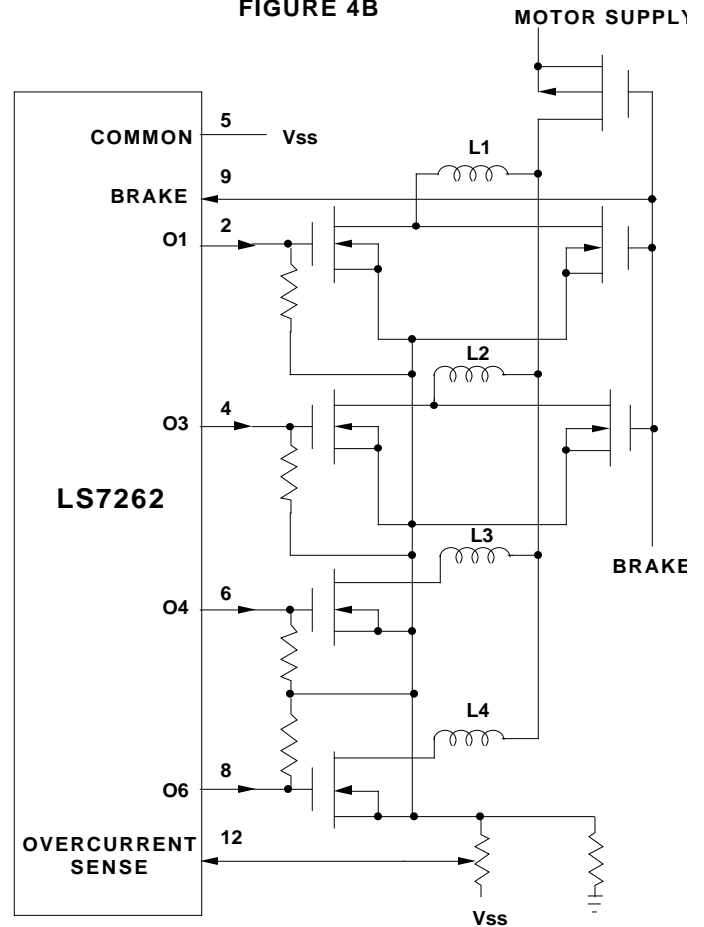 FIGURE 4B
MOTOR SUPPLY
5
COMMON
Vss
L1
9
BRAKE
2
O1
L2
4
O3
LS7262
L3
BRAKE
6
O4
L4
8
O6
12
OVERCURRENT
SENSE
Vss